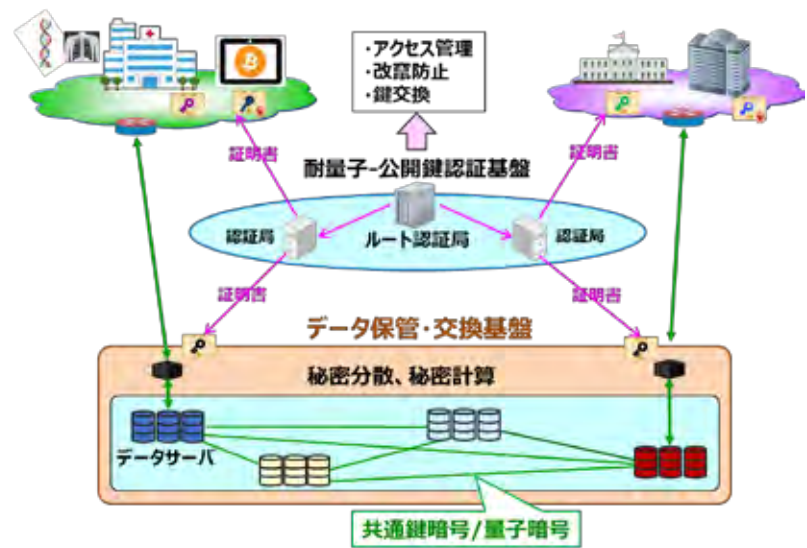 ・アクセス管理
・改竄防止
・鍵交換
証明書
証明書
耐量子-公開鍵認証基盤
認証局
ルート認証局
認証局
証明書
証明書
データ保管・交換基盤
秘密分散、秘密計算
データサーバ
共通鍵暗号/量子暗号